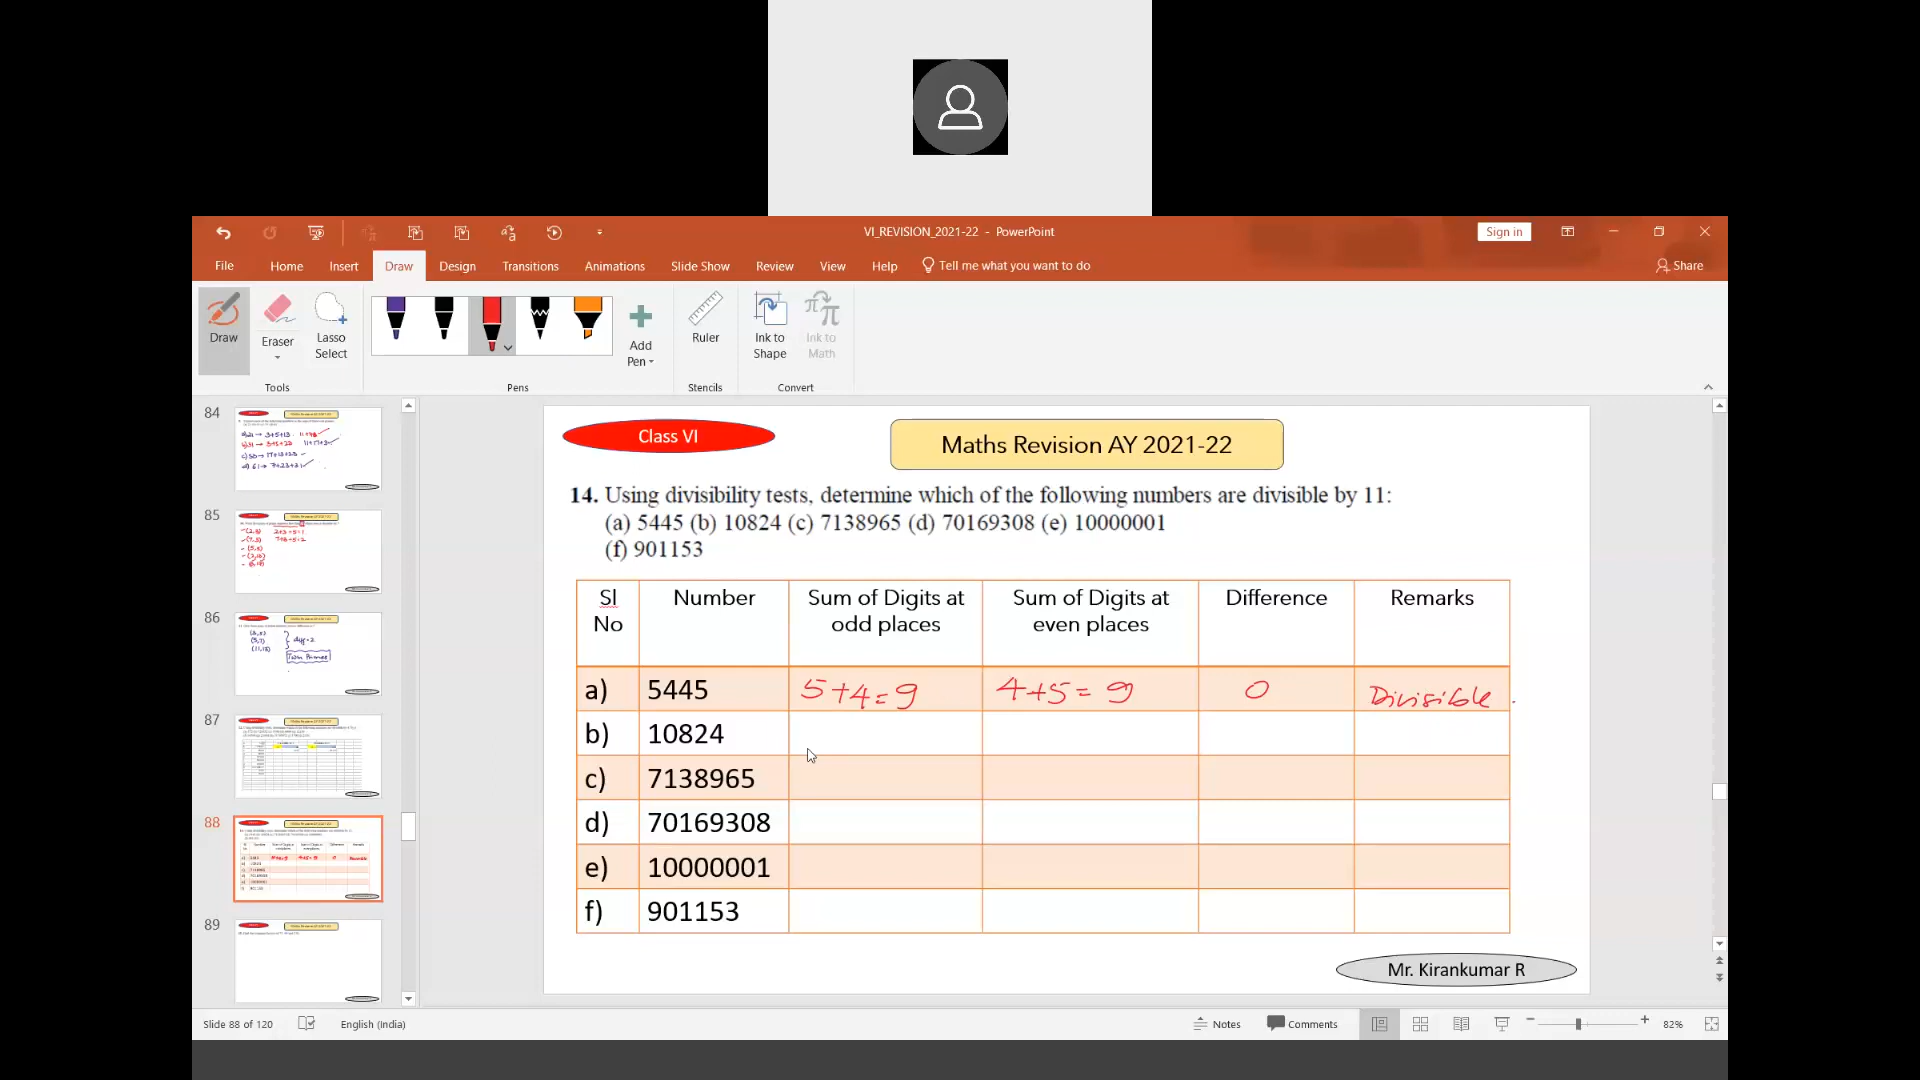 VI_REVISION_2021-22 - PowerPoint
Sign in
File Home Insert Draw Design Transitions Animations Slide Show Review View Help Tell me what you want to do
Share
Draw
Eraser
Lasso
Select
Add
Pen
Ruler
Ink to
Shape
Ink to
Math
Tools
Pens
Stencils
Convert
84
85
86
87
88
89
Class VI
Maths Revision AY 2021-22
14. Using divisibility tests, determine which of the following numbers are divisible by 11:
(a) 5445 (b) 10824 (c) 7138965 (d) 70169308 (e) 10000001
(f) 901153
Sl No Number Sum of Digits at odd places Sum of Digits at even places Difference Remarks
a) 5445 5+4=9 4+5=9 0 Divisible
b) 10824
c) 7138965
d) 70169308
e) 10000001
f) 901153
Mr. Kirankumar R
Slide 88 of 120 English (India) Notes Comments 82%